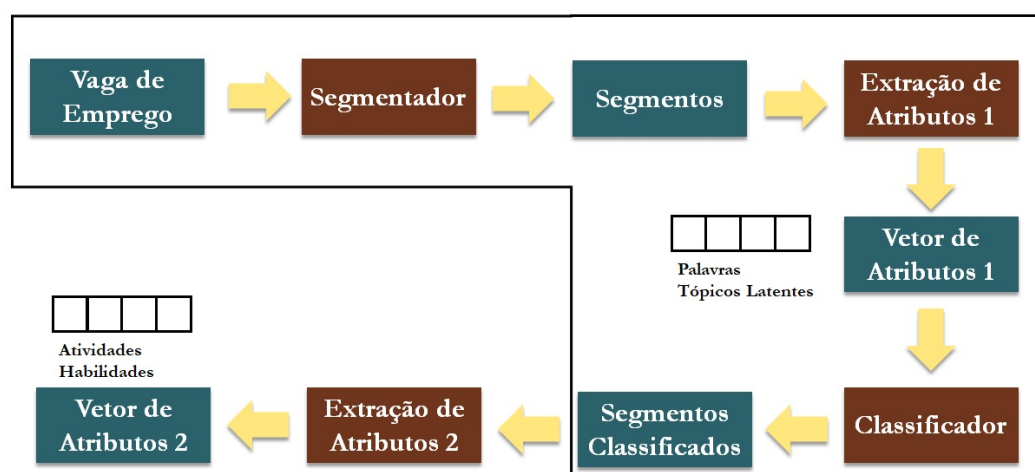 Vaga de
Emprego
Segmentador
Segmentos
Extração de
Atributos 1
Palavras
Tópicos Latentes
Vetor de
Atributos 1
Atividades
Habilidades
Vetor de
Atributos 2
Extração de
Atributos 2
Segmentos
Classificados
Classificador